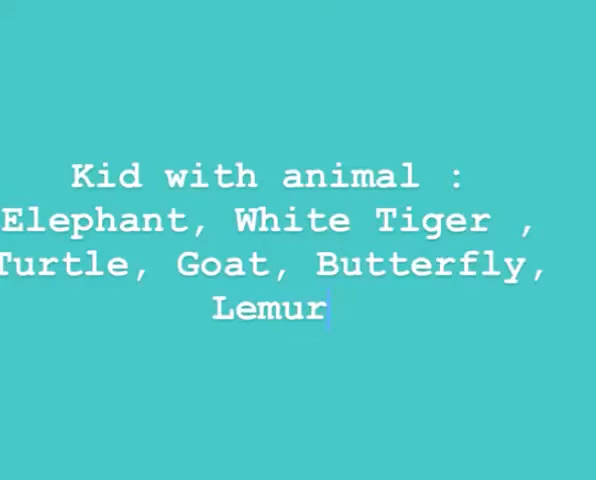 Kid with animal :
Elephant, White Tiger ,
Turtle, Goat, Butterfly,
Lemur